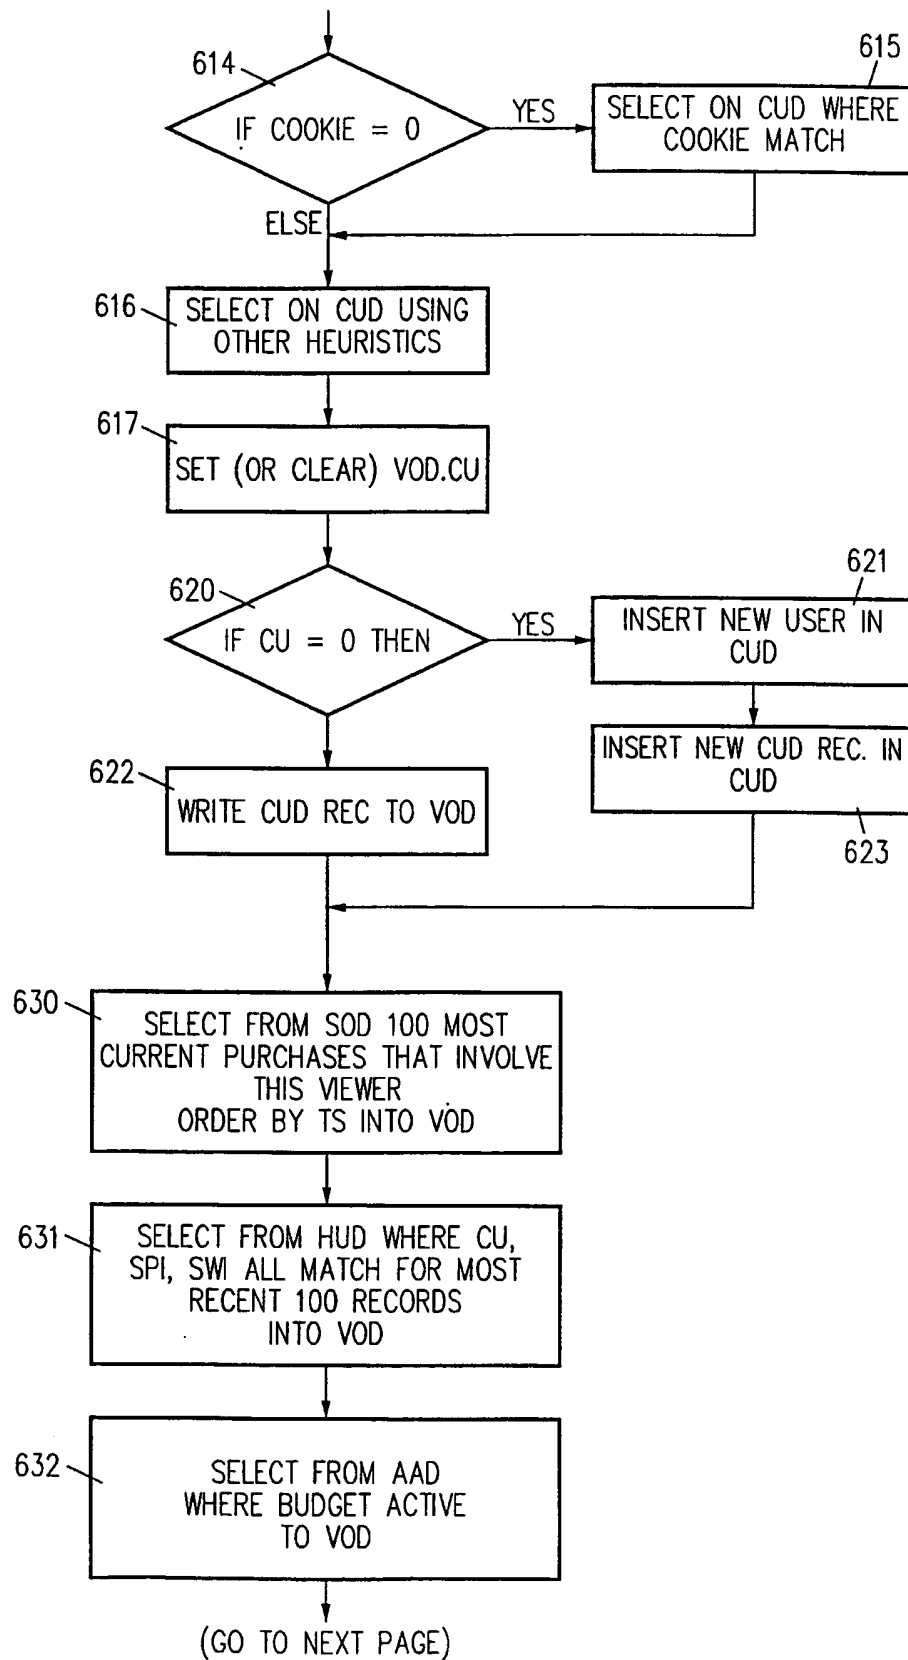 614
IF COOKIE = 0
YES
615
SELECT ON CUD WHERE
COOKIE MATCH
ELSE
616
SELECT ON CUD USING
OTHER HEURISTICS
617
SET (OR CLEAR) VOD.CU
620
IF CU = 0 THEN
YES
621
INSERT NEW USER IN
CUD
INSERT NEW CUD REC. IN
CUD
623
622
WRITE CUD REC TO VOD
630
SELECT FROM SOD 100 MOST
CURRENT PURCHASES THAT INVOLVE
THIS VIEWER
ORDER BY TS INTO VOD
631
SELECT FROM HUD WHERE CU,
SPI, SWI ALL MATCH FOR MOST
RECENT 100 RECORDS
INTO VOD
632
SELECT FROM AAD
WHERE BUDGET ACTIVE
TO VOD
(GO TO NEXT PAGE)